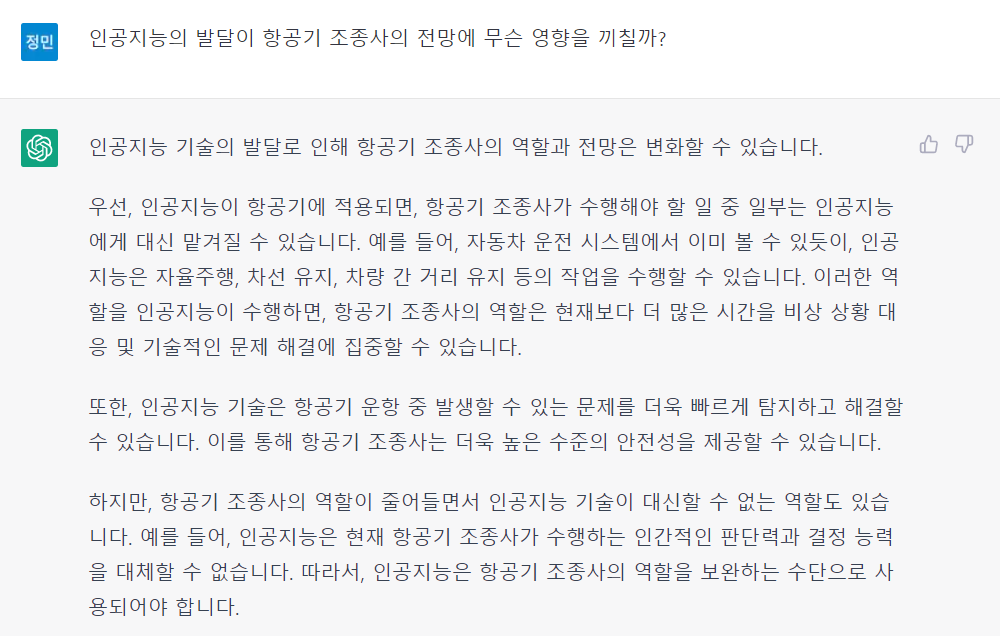 정민
인공지능의 발달이 항공기 조종사의 전망에 무슨 영향을 끼칠까?
인공지능 기술의 발달로 인해 항공기 조종사의 역할과 전망은 변화할 수 있습니다.
우선, 인공지능이 항공기에 적용되면, 항공기 조종사가 수행해야 할 일 중 일부는 인공지능
에게 대신 맡겨질 수 있습니다. 예를 들어, 자동차 운전 시스템에서 이미 볼 수 있듯이, 인공
지능은 자율주행, 차선 유지, 차량 간 거리 유지 등의 작업을 수행할 수 있습니다. 이러한 역
할을 인공지능이 수행하면, 항공기 조종사의 역할은 현재보다 더 많은 시간을 비상 상황 대
응 및 기술적인 문제 해결에 집중할 수 있습니다.
또한, 인공지능 기술은 항공기 운항 중 발생할 수 있는 문제를 더욱 빠르게 탐지하고 해결할
수 있습니다. 이를 통해 항공기 조종사는 더욱 높은 수준의 안전성을 제공할 수 있습니다.
하지만, 항공기 조종사의 역할이 줄어들면서 인공지능 기술이 대신할 수 없는 역할도 있습
니다. 예를 들어, 인공지능은 현재 항공기 조종사가 수행하는 인간적인 판단력과 결정 능력
을 대체할 수 없습니다. 따라서, 인공지능은 항공기 조종사의 역할을 보완하는 수단으로 사
용되어야 합니다.